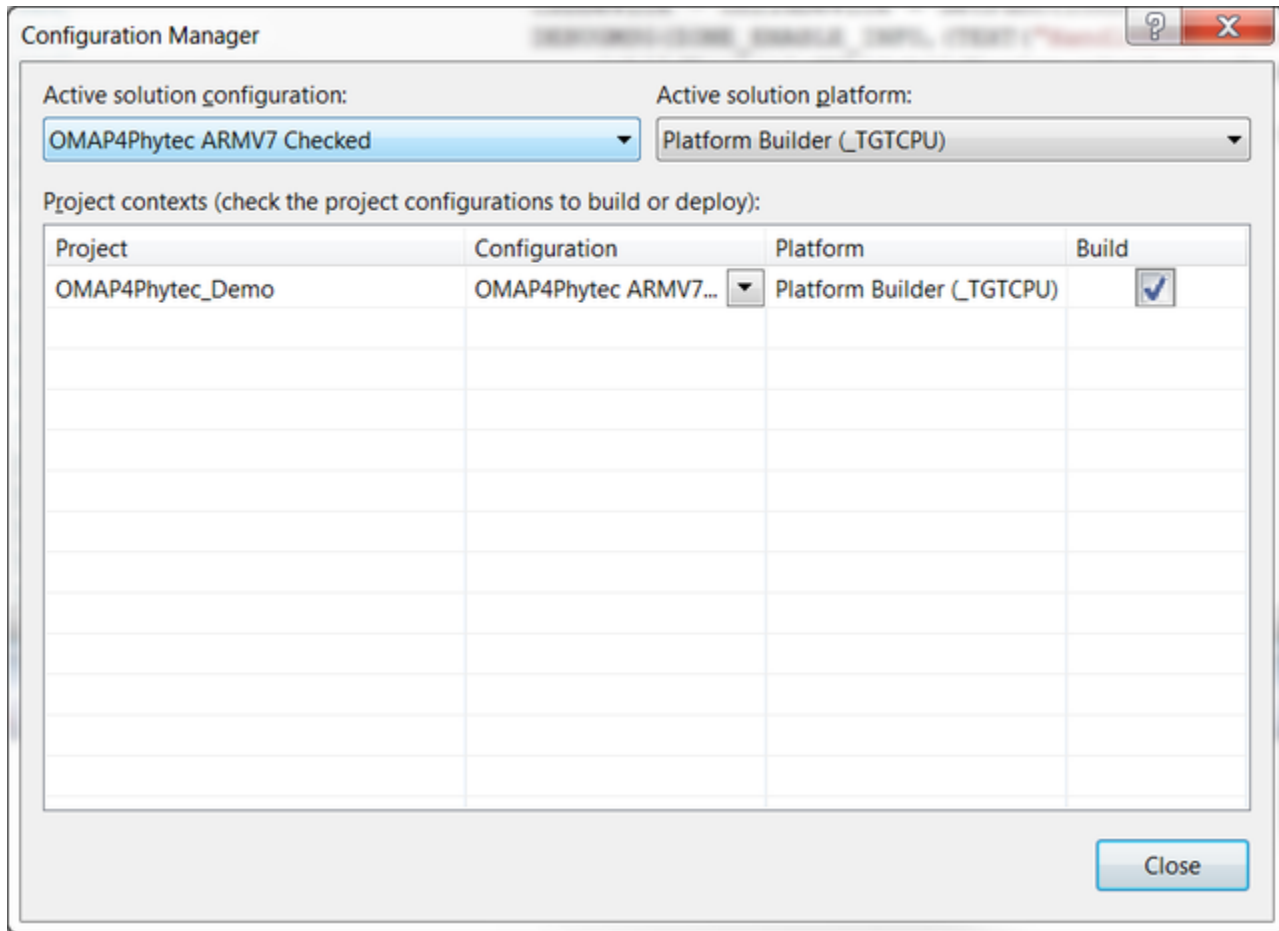 Configuration Manager
Active solution configuration: Active solution platform:
OMAP4Phytec ARMV7 Checked Platform Builder (_TGTCPU)
Project contexts (check the project configurations to build or deploy):
Project Configuration Platform Build
OMAP4Phytec_Demo OMAP4Phytec ARMV7... Platform Builder (_TGTCPU)
Close